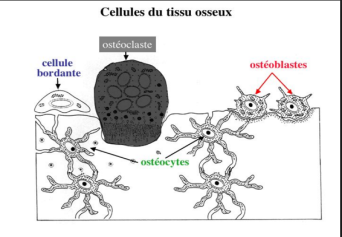 Cellules du tissu osseux
ostéoclaste
cellule
bordante
ostéoblastes
ostéocytes